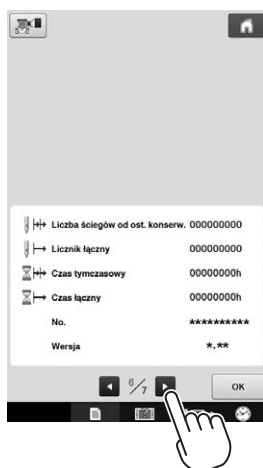 Liczba ściegów od ost. konserw. 000000000
Licznik łączny 000000000
Czas tymczasowy 00000000h
Czas łączny 00000000h
No. **********
Wersja *.**
6/7 OK